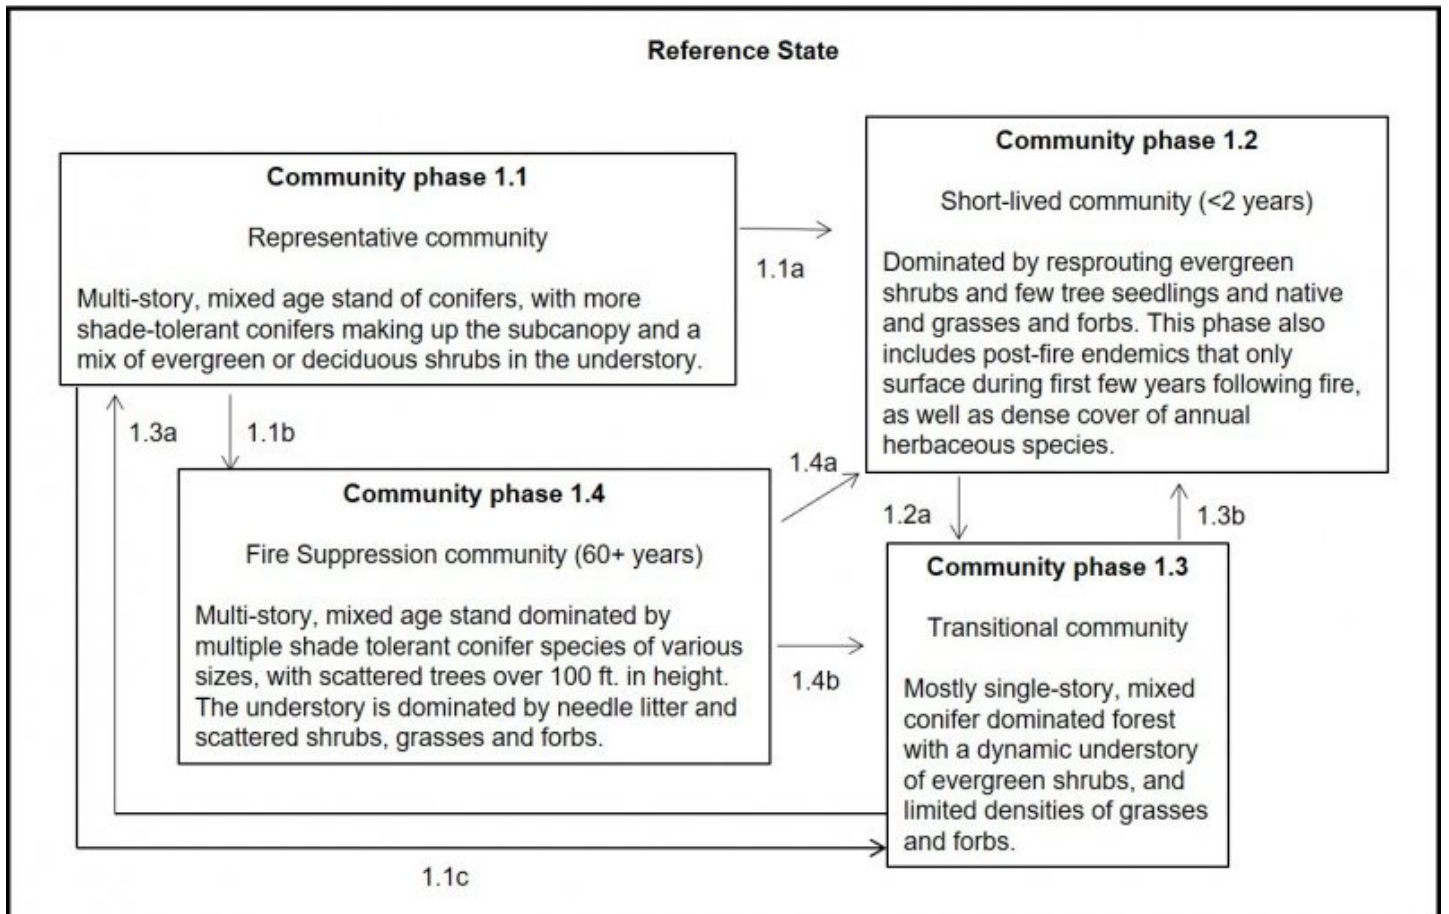 Reference State
Community phase 1.1
Representative community
Multi-story, mixed age stand of conifers, with more
shade-tolerant conifers making up the subcanopy and a
mix of evergreen or deciduous shrubs in the understory.
1.1a
Community phase 1.2
Short-lived community (<2 years)
Dominated by resprouting evergreen
shrubs and few tree seedlings and native
and grasses and forbs. This phase also
includes post-fire endemics that only
surface during first few years following fire,
as well as dense cover of annual
herbaceous species.
1.3a
1.1b
1.4a
1.2a
1.3b
Community phase 1.4
Fire Suppression community (60+ years)
Multi-story, mixed age stand dominated by
multiple shade tolerant conifer species of various
sizes, with scattered trees over 100 ft. in height.
The understory is dominated by needle litter and
scattered shrubs, grasses and forbs.
1.4b
Community phase 1.3
Transitional community
Mostly single-story, mixed
conifer dominated forest
with a dynamic understory
of evergreen shrubs, and
limited densities of grasses
and forbs.
1.1c